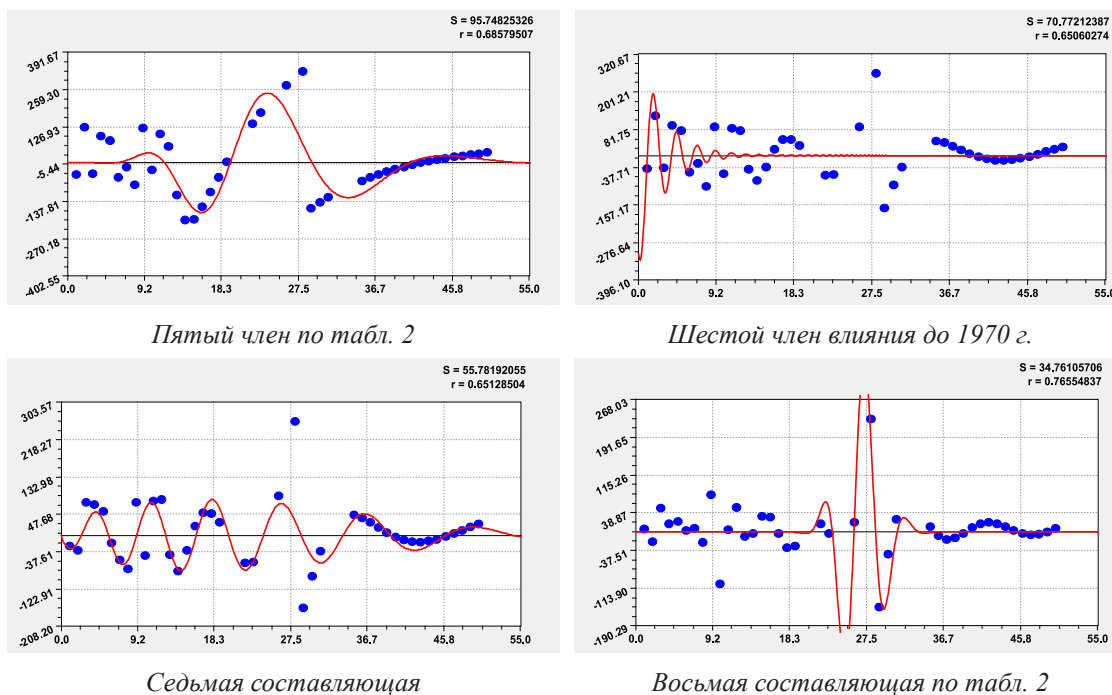 S = 95.74825326
r = 0.68579507
391.67
259.30
126.93
-5.44
-137.81
-270.18
-402.55
0.0 9.2 18.3 27.5 36.7 45.8 55.0
Пятый член по табл. 2
S = 70.77212387
r = 0.65060274
320.67
201.21
81.75
-37.71
-157.17
-276.64
-396.10
0.0 9.2 18.3 27.5 36.7 45.8 55.0
Шестой член влияния до 1970 г.
S = 55.78192055
r = 0.65128504
303.57
218.27
132.98
47.68
-37.61
-122.91
-208.20
0.0 9.2 18.3 27.5 36.7 45.8 55.0
Седьмая составляющая
S = 34.76105706
r = 0.76554837
268.03
191.65
115.26
38.87
-37.51
-113.90
-190.29
0.0 9.2 18.3 27.5 36.7 45.8 55.0
Восьмая составляющая по табл. 2